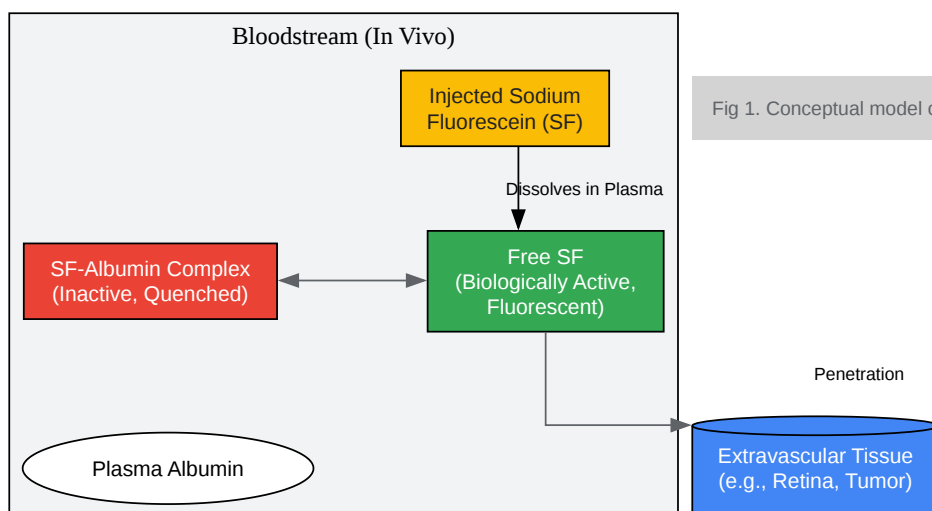 Bloodstream (In Vivo)
Injected Sodium
Fluorescein (SF)
Fig 1. Conceptual model
Dissolves in Plasma
SF-Albumin Complex
(Inactive, Quenched)
Free SF
(Biologically Active,
Fluorescent)
Penetration
Plasma Albumin
Extravascular Tissue
(e.g., Retina, Tumor)